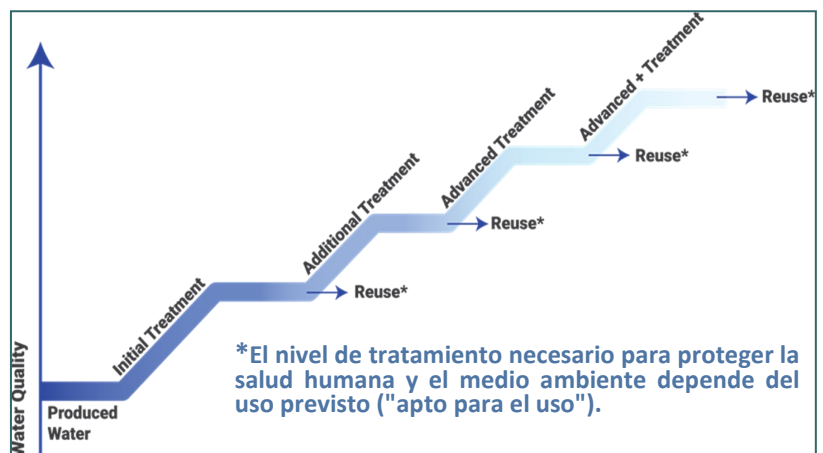 Advanced + Treatment
Reuse*
Advanced Treatment
Reuse*
Additional Treatment
Reuse*
Initial Treatment
Reuse*
*El nivel de tratamiento necesario para proteger la
salud humana y el medio ambiente depende del
uso previsto ("apto para el uso").
Water Quality
Produced
Water